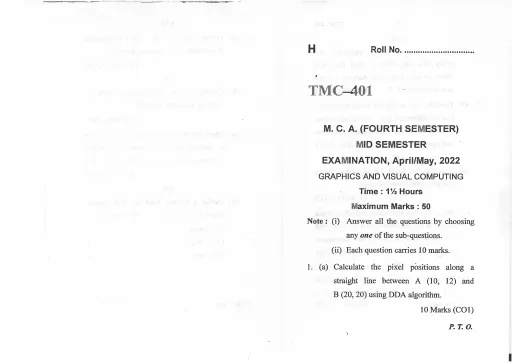 H Roll No. ..............................
TMC–401
M. C. A. (FOURTH SEMESTER)
MID SEMESTER
EXAMINATION, April/May, 2022
GRAPHICS AND VISUAL COMPUTING
Time : 1½ Hours
Maximum Marks : 50
Note : (i) Answer all the questions by choosing
any one of the sub-questions.
(ii) Each question carries 10 marks.
1. (a) Calculate the pixel positions along a
straight line between A (10, 12) and
B (20, 20) using DDA algorithm.
10 Marks (CO1)
P. T. O.